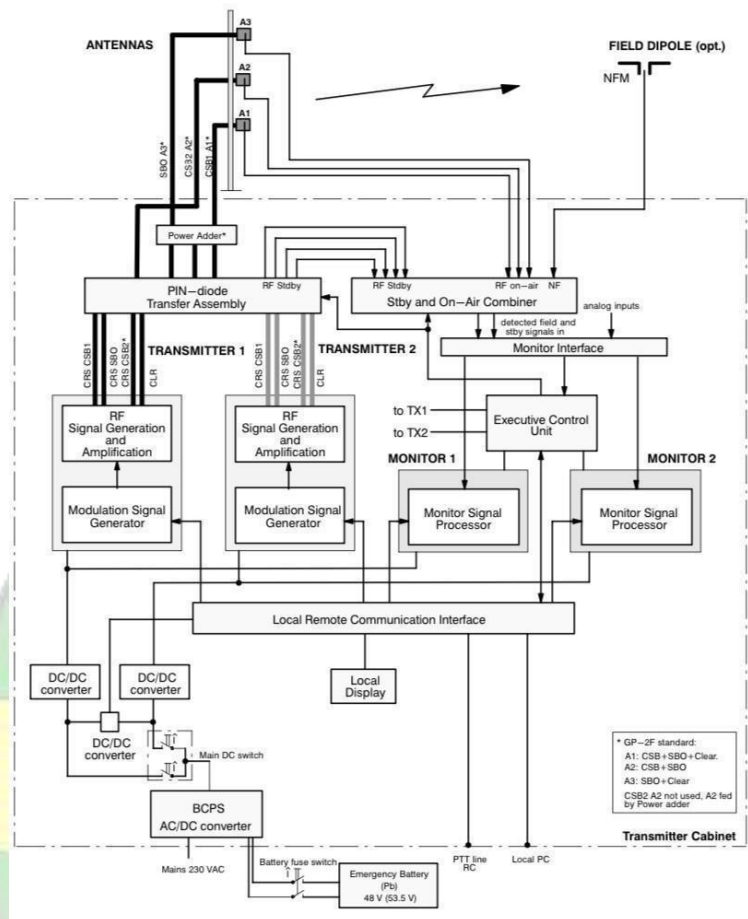 A3
ANTENNAS
FIELD DIPOLE (opt.)
A2
NFM
A1
SBO A3*
CSB2 A2*
CSB1 A1*
Power Adder*
RF Stdby
RF Stdby
RF on-air
NF
PIN-diode
Transfer Assembly
Stby and On-Air Combiner
detected field and
stby signals in
analog inputs
CRS CSB1
CRS SBO
CRS CSB2*
CLR
TRANSMITTER 1
CRS CSB1
CRS SBO
CRS CSB2*
CLR
TRANSMITTER 2
Monitor Interface
RF
Signal Generation
and
Amplification
RF
Signal Generation
and
Amplification
to TX1
to TX2
Executive Control
Unit
MONITOR 1
MONITOR 2
Modulation Signal
Generator
Modulation Signal
Generator
Monitor Signal
Processor
Monitor Signal
Processor
Local Remote Communication Interface
DC/DC
converter
DC/DC
converter
Local
Display
DC/DC
converter
Main DC switch
* GP-2F standard:
A1: CSB+SBO+Clear.
A2: CSB+SBO
A3: SBO+Clear
CSB2 A2 not used, A2 fed
by Power adder
BCPS
AC/DC converter
Transmitter Cabinet
Mains 230 VAC
Battery fuse switch
Emergency Battery
(Pb)
48 V (53.5 V)
PTT line
RC
Local PC